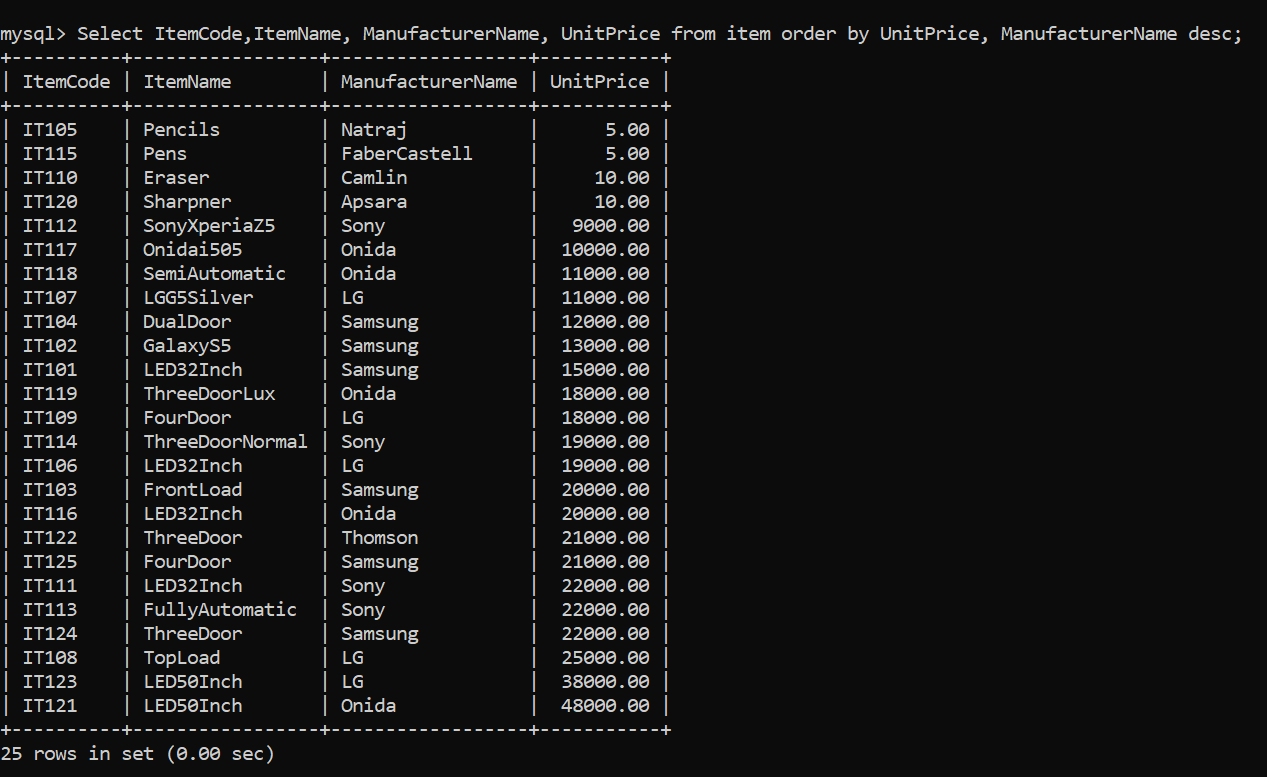 mysql> Select ItemCode,ItemName, ManufacturerName, UnitPrice from item order by UnitPrice, ManufacturerName desc;
+----------+-----------------+------------------+-----------+
| ItemCode | ItemName        | ManufacturerName | UnitPrice |
+----------+-----------------+------------------+-----------+
| IT105    | Pencils         | Natraj           |      5.00 |
| IT115    | Pens            | FaberCastell     |      5.00 |
| IT110    | Eraser          | Camlin           |     10.00 |
| IT120    | Sharpner        | Apsara           |     10.00 |
| IT112    | SonyXperiaZ5    | Sony             |   9000.00 |
| IT117    | Onidai505       | Onida            |  10000.00 |
| IT118    | SemiAutomatic   | Onida            |  11000.00 |
| IT107    | LGG5Silver      | LG               |  11000.00 |
| IT104    | DualDoor        | Samsung          |  12000.00 |
| IT102    | GalaxyS5        | Samsung          |  13000.00 |
| IT101    | LED32Inch       | Samsung          |  15000.00 |
| IT119    | ThreeDoorLux    | Onida            |  18000.00 |
| IT109    | FourDoor        | LG               |  18000.00 |
| IT114    | ThreeDoorNormal | Sony             |  19000.00 |
| IT106    | LED32Inch       | LG               |  19000.00 |
| IT103    | FrontLoad       | Samsung          |  20000.00 |
| IT116    | LED32Inch       | Onida            |  20000.00 |
| IT122    | ThreeDoor       | Thomson          |  21000.00 |
| IT125    | FourDoor        | Samsung          |  21000.00 |
| IT111    | LED32Inch       | Sony             |  22000.00 |
| IT113    | FullyAutomatic  | Sony             |  22000.00 |
| IT124    | ThreeDoor       | Samsung          |  22000.00 |
| IT108    | TopLoad         | LG               |  25000.00 |
| IT123    | LED50Inch       | LG               |  38000.00 |
| IT121    | LED50Inch       | Onida            |  48000.00 |
+----------+-----------------+------------------+-----------+
25 rows in set (0.00 sec)